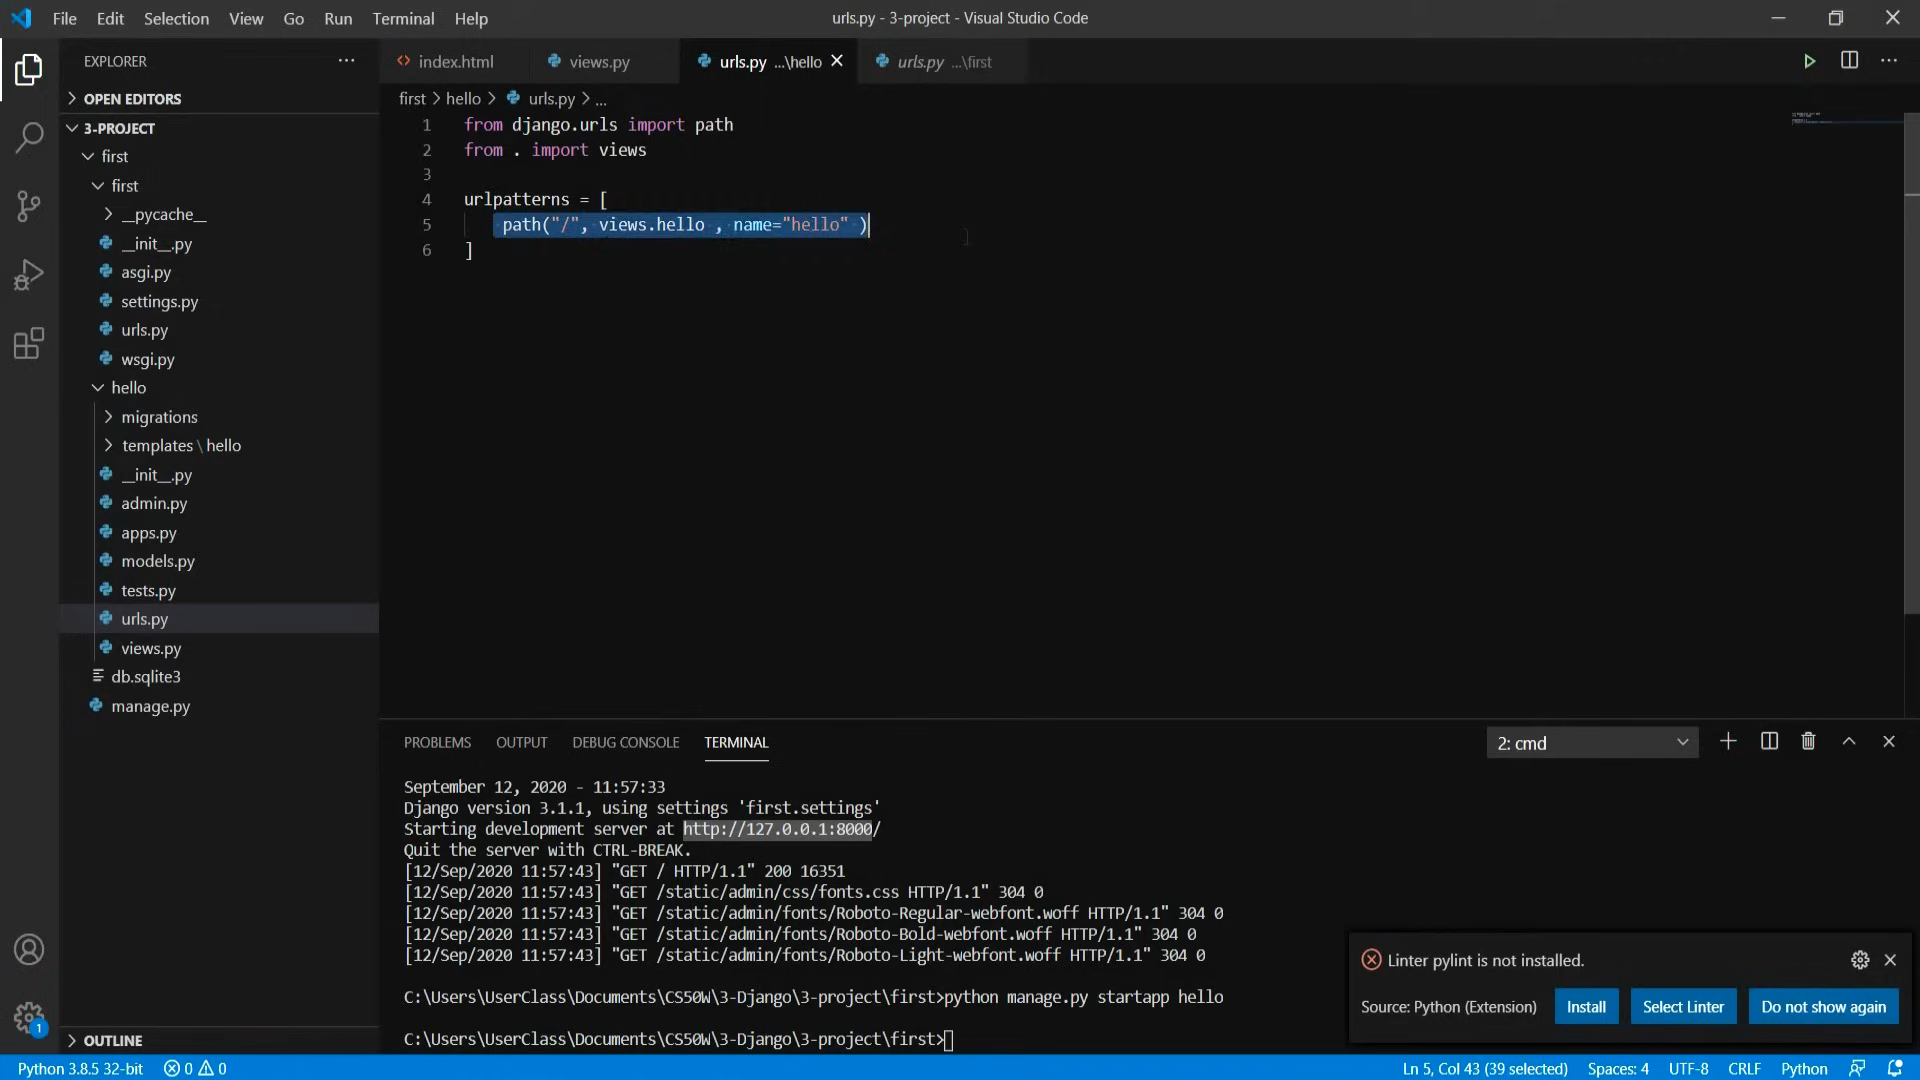 File Edit Selection View Go Run Terminal Help
urls.py - 3-project - Visual Studio Code
EXPLORER
OPEN EDITORS
3-PROJECT
first
first
__pycache__
__init__.py
asgi.py
settings.py
urls.py
wsgi.py
hello
migrations
templates \ hello
__init__.py
admin.py
apps.py
models.py
tests.py
urls.py
views.py
db.sqlite3
manage.py
OUTLINE
index.html
views.py
urls.py ...\hello
urls.py ...\first
first > hello > urls.py > ...
1 from django.urls import path
2 from . import views
3
4 urlpatterns = [
5 path("/", views.hello , name="hello" )
6 ]
PROBLEMS OUTPUT DEBUG CONSOLE TERMINAL
2: cmd
September 12, 2020 - 11:57:33
Django version 3.1.1, using settings 'first.settings'
Starting development server at http://127.0.0.1:8000/
Quit the server with CTRL-BREAK.
[12/Sep/2020 11:57:43] "GET / HTTP/1.1" 200 16351
[12/Sep/2020 11:57:43] "GET /static/admin/css/fonts.css HTTP/1.1" 304 0
[12/Sep/2020 11:57:43] "GET /static/admin/fonts/Roboto-Regular-webfont.woff HTTP/1.1" 304 0
[12/Sep/2020 11:57:43] "GET /static/admin/fonts/Roboto-Bold-webfont.woff HTTP/1.1" 304 0
[12/Sep/2020 11:57:43] "GET /static/admin/fonts/Roboto-Light-webfont.woff HTTP/1.1" 304 0
C:\Users\UserClass\Documents\CS50W\3-Django\3-project\first>python manage.py startapp hello
C:\Users\UserClass\Documents\CS50W\3-Django\3-project\first>
Linter pylint is not installed.
Source: Python (Extension)
Install
Select Linter
Do not show again
1
Python 3.8.5 32-bit
0 0
Ln 5, Col 43 (39 selected)
Spaces: 4
UTF-8
CRLF
Python